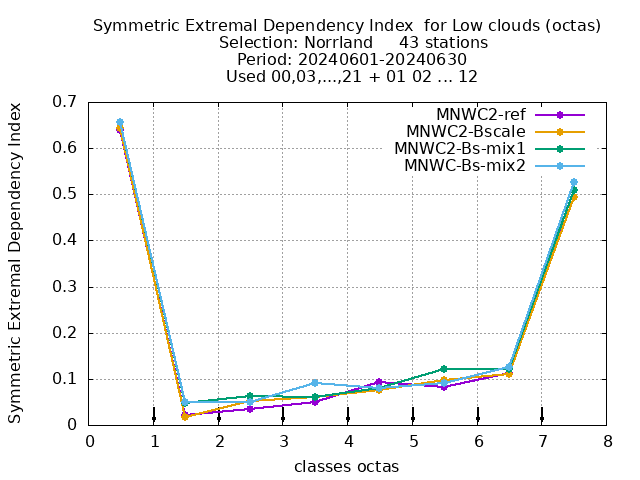 Symmetric Extremal Dependency Index  for Low clouds (octas)
Selection: Norrland     43 stations
Period: 20240601-20240630
Used 00,03,...,21 + 01 02 ... 12
Symmetric Extremal Dependency Index
0.7
0.6
0.5
0.4
0.3
0.2
0.1
0
MNWC2-ref
MNWC2-Bscale
MNWC2-Bs-mix1
MNWC-Bs-mix2
0 1 2 3 4 5 6 7 8
classes octas